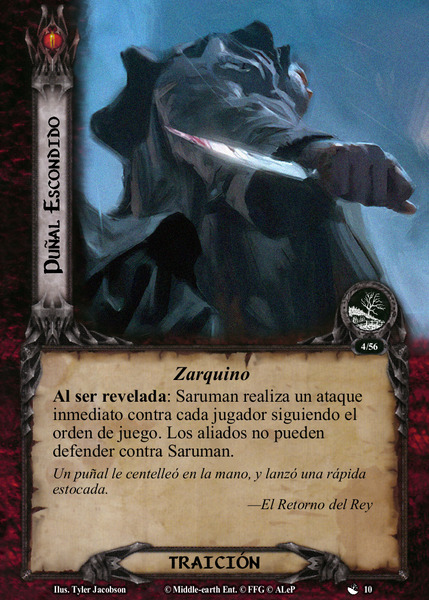 Puñal Escondido
4/56
Zarquino
Al ser revelada: Saruman realiza un ataque
inmediato contra cada jugador siguiendo el
orden de juego. Los aliados no pueden
defender contra Saruman.
Un puñal le centelleó en la mano, y lanzó una rápida
estocada.
—El Retorno del Rey
TRAICIÓN
Ilus. Tyler Jacobson
© Middle-earth Ent. © FFG © ALeP
10